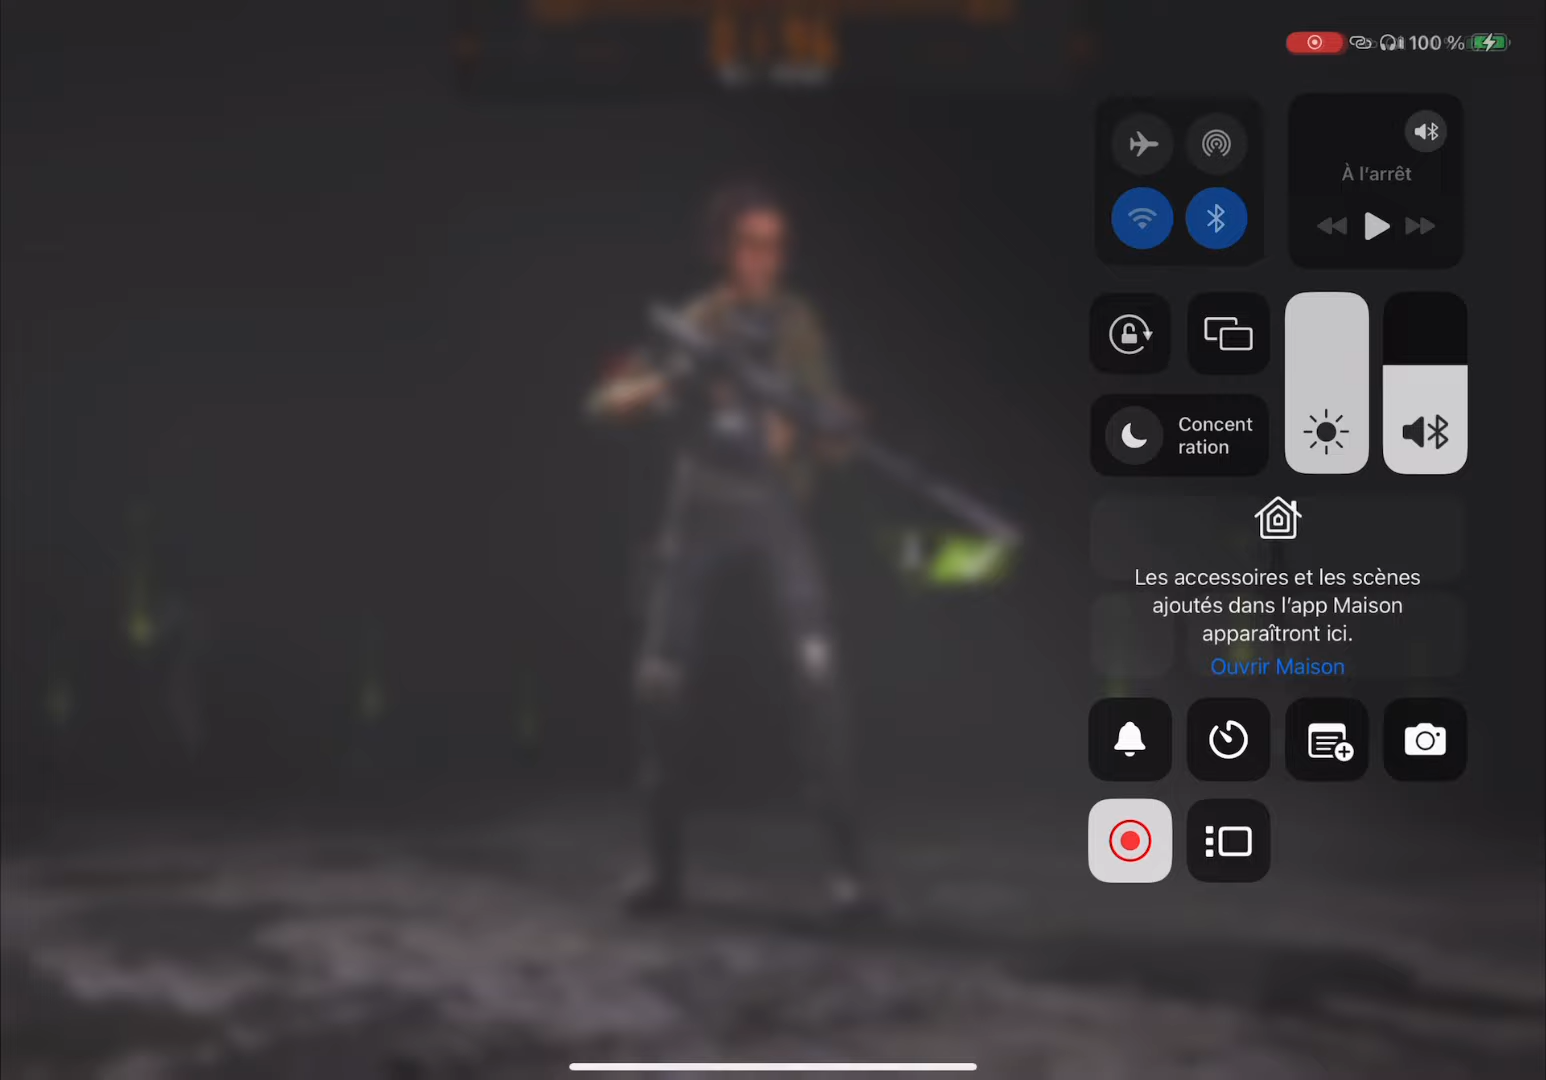 100 %
À l'arrêt
Concent
ration
Les accessoires et les scènes
ajoutés dans l'app Maison
apparaîtront ici.
Ouvrir Maison